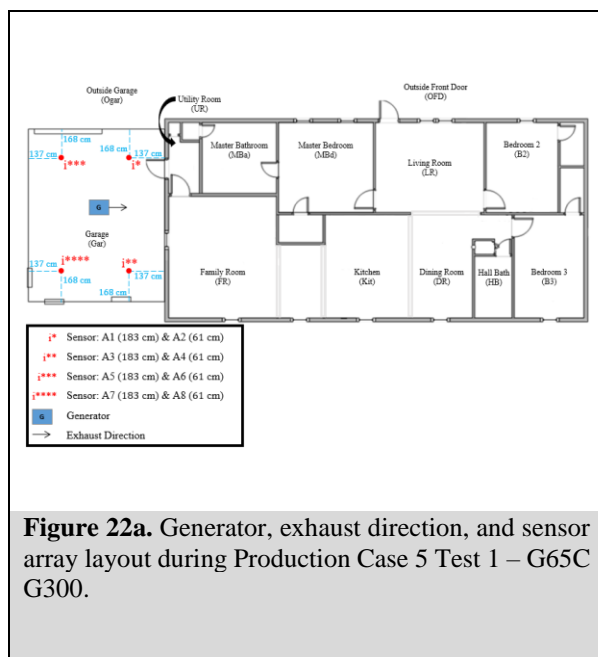 Outside Garage
(Ogar)
Utility Room
(UR)
Outside Front Door
(OFD)
168 cm
168 cm
137 cm
137 cm
i***
i*
Master Bathroom
(MBa)
Master Bedroom
(MBd)
Living Room
(LR)
Bedroom 2
(B2)
G
Garage
(Gar)
i****
i**
137 cm
137 cm
168 cm
168 cm
Family Room
(FR)
Kitchen
(Kit)
Dining Room
(DR)
Hall Bath
(HB)
Bedroom 3
(B3)
i* Sensor: A1 (183 cm) & A2 (61 cm)
i** Sensor: A3 (183 cm) & A4 (61 cm)
i*** Sensor: A5 (183 cm) & A6 (61 cm)
i**** Sensor: A7 (183 cm) & A8 (61 cm)
G Generator
Exhaust Direction
Figure 22a. Generator, exhaust direction, and sensor
array layout during Production Case 5 Test 1 – G65C
G300.